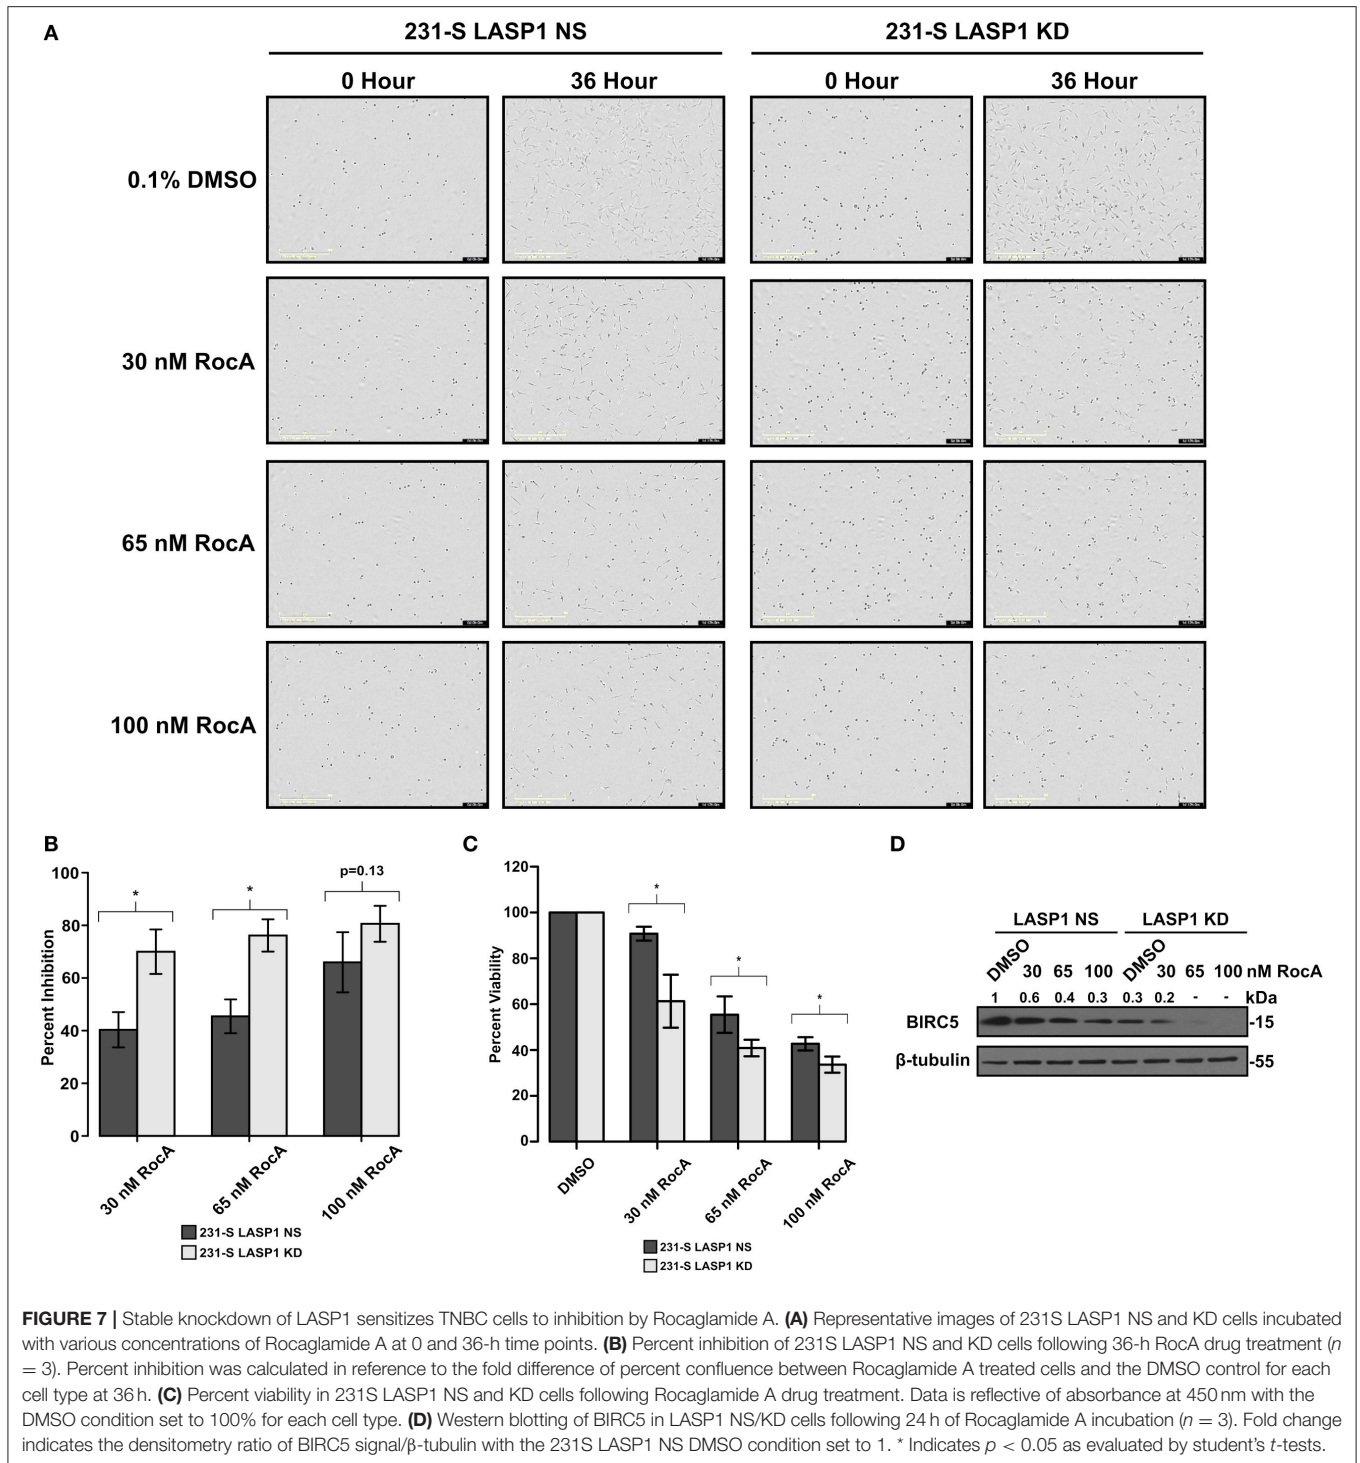 A
231-S LASP1 NS
231-S LASP1 KD
0 Hour
36 Hour
0 Hour
36 Hour
0.1% DMSO
30 nM RocA
65 nM RocA
100 nM RocA
B
Percent Inhibition
100
80
60
40
20
0
*
*
p=0.13
30 nM RocA
65 nM RocA
100 nM RocA
231-S LASP1 NS
231-S LASP1 KD
C
Percent Viability
120
100
80
60
40
20
0
*
*
*
DMSO
30 nM RocA
65 nM RocA
100 nM RocA
231-S LASP1 NS
231-S LASP1 KD
D
LASP1 NS LASP1 KD
DMSO 30 65 100 DMSO 30 65 100 nM RocA
1 0.6 0.4 0.3 0.3 0.2 - - kDa
BIRC5 -15
β-tubulin -55
FIGURE 7 | Stable knockdown of LASP1 sensitizes TNBC cells to inhibition by Rocaglamide A. (A) Representative images of 231S LASP1 NS and KD cells incubated
with various concentrations of Rocaglamide A at 0 and 36-h time points. (B) Percent inhibition of 231S LASP1 NS and KD cells following 36-h RocA drug treatment (n
= 3). Percent inhibition was calculated in reference to the fold difference of percent confluence between Rocaglamide A treated cells and the DMSO control for each
cell type at 36 h. (C) Percent viability in 231S LASP1 NS and KD cells following Rocaglamide A drug treatment. Data is reflective of absorbance at 450 nm with the
DMSO condition set to 100% for each cell type. (D) Western blotting of BIRC5 in LASP1 NS/KD cells following 24 h of Rocaglamide A incubation (n = 3). Fold change
indicates the densitometry ratio of BIRC5 signal/β-tubulin with the 231S LASP1 NS DMSO condition set to 1. * Indicates p < 0.05 as evaluated by student's t-tests.